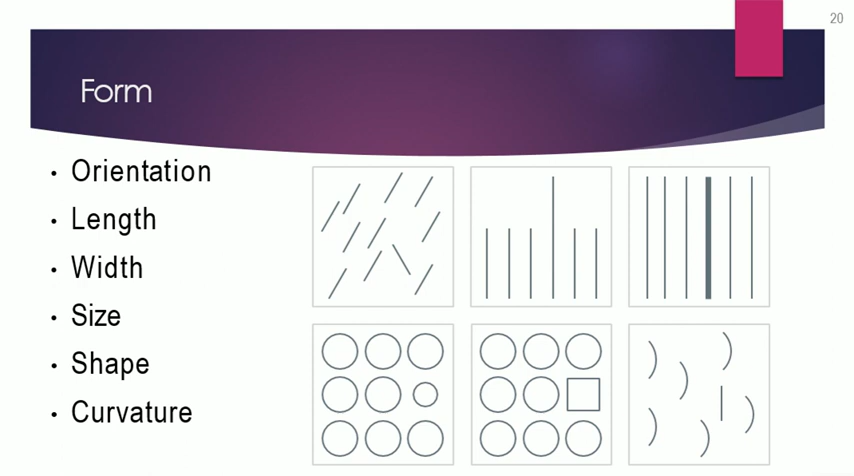 20
Form
• Orientation
• Length
• Width
• Size
• Shape
• Curvature